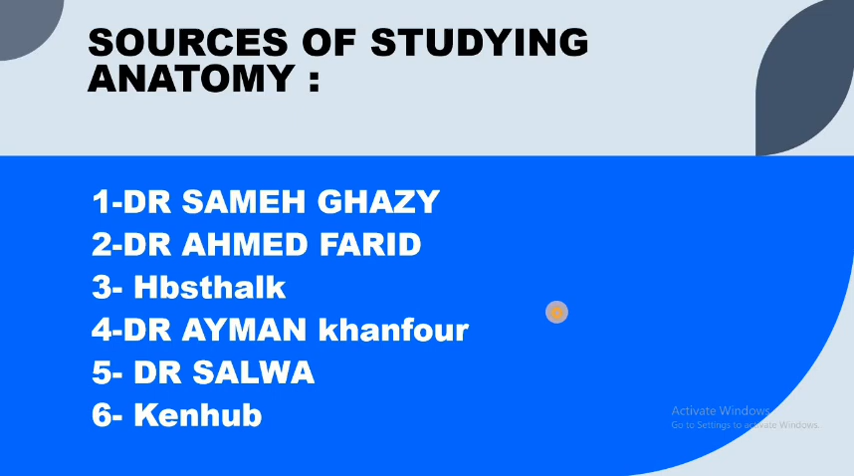 SOURCES OF STUDYING
ANATOMY :
1-DR SAMEH GHAZY
2-DR AHMED FARID
3- Hbsthalk
4-DR AYMAN khanfour
5- DR SALWA
6- Kenhub
Activate Windows
Go to Settings to activate Windows.